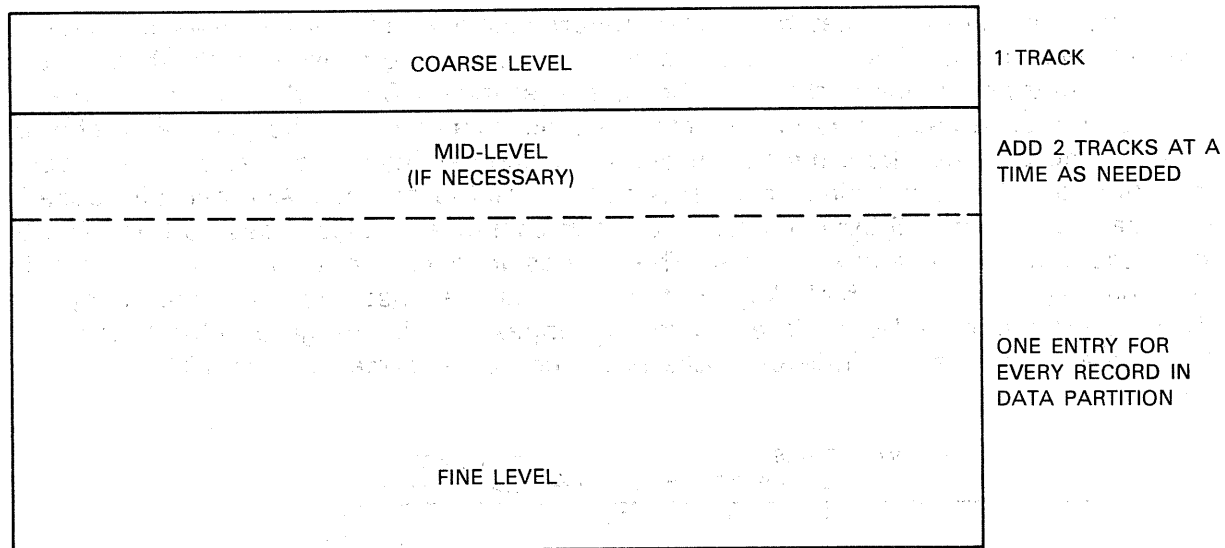 COARSE LEVEL
1 TRACK
MID-LEVEL
(IF NECESSARY)
ADD 2 TRACKS AT A
TIME AS NEEDED
ONE ENTRY FOR
EVERY RECORD IN
DATA PARTITION
FINE LEVEL